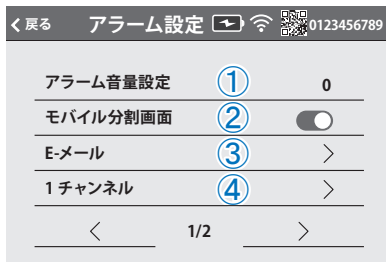 戻る アラーム設定 0123456789
アラーム音量設定 ① 0
モバイル分割画面 ②
E-メール ③
1 チャンネル ④
1/2